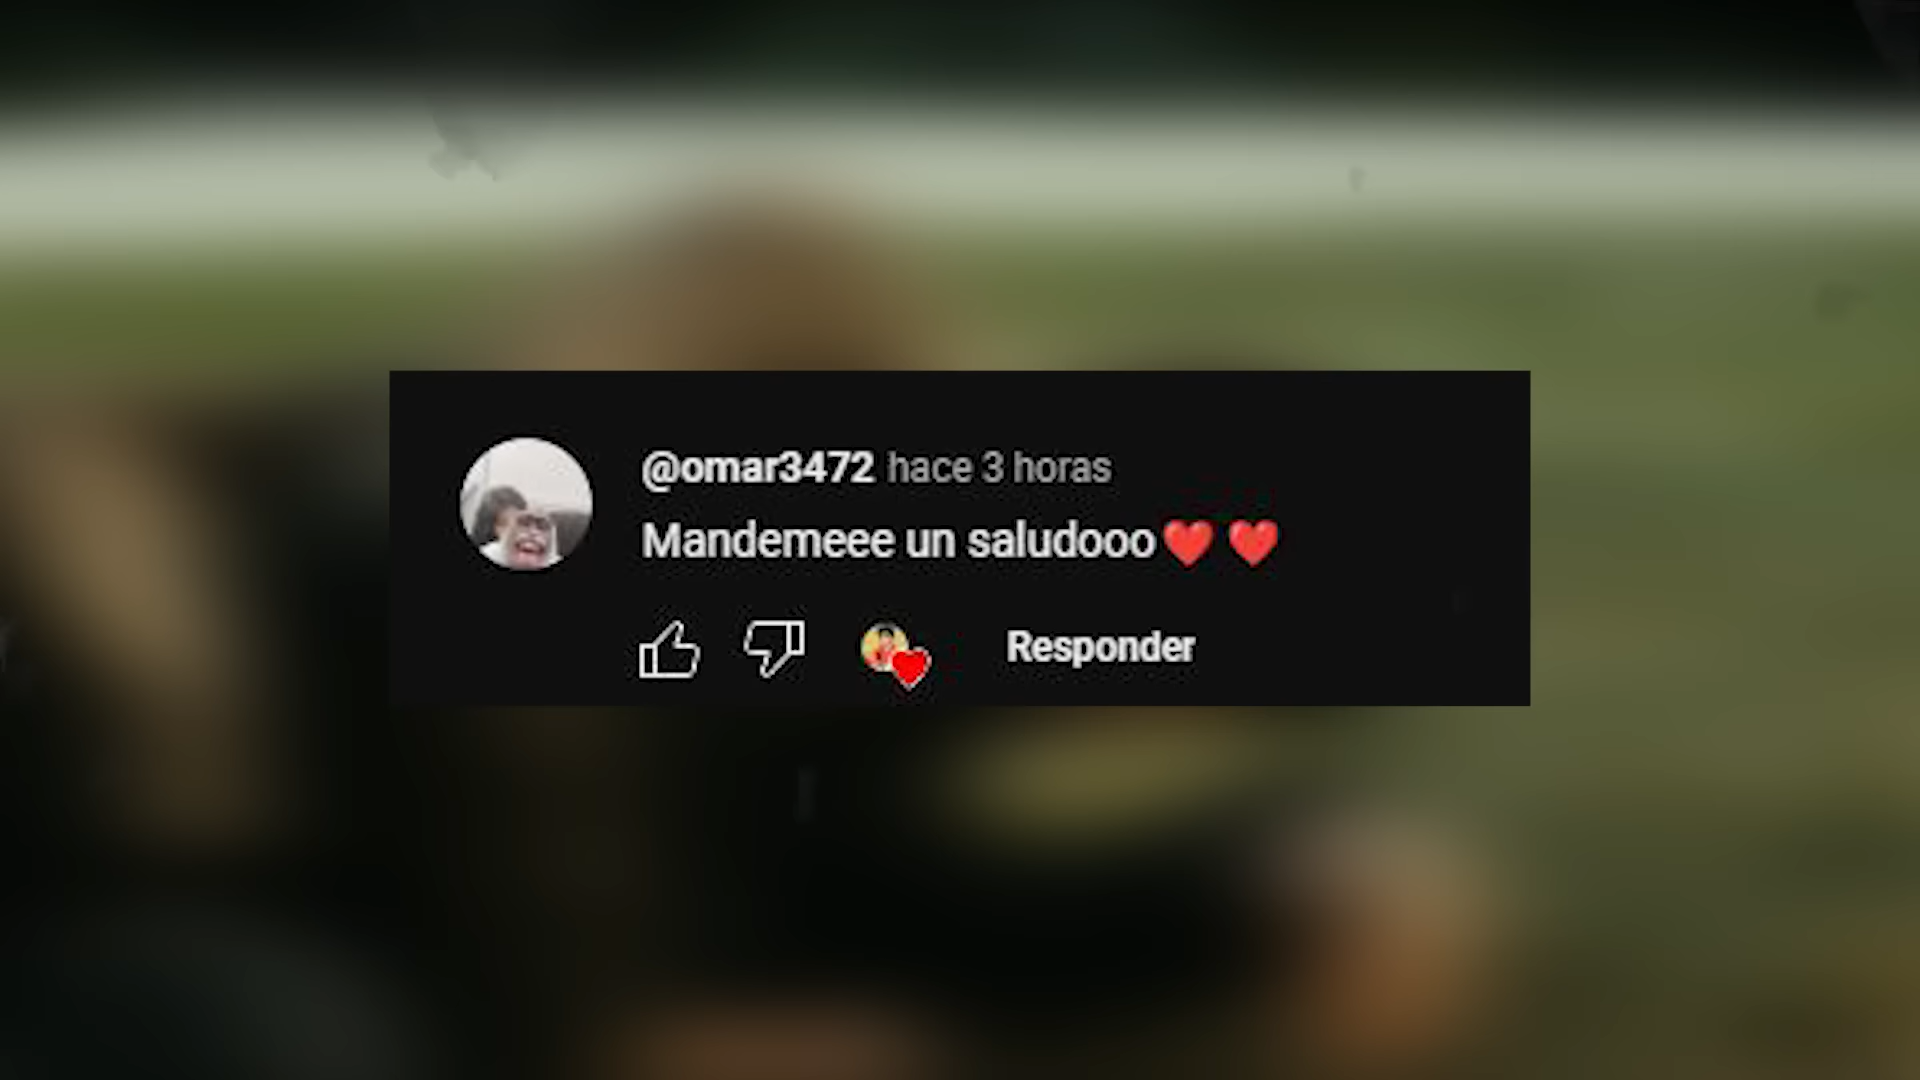 @omar3472 hace 3 horas
Mandemeee un saludooo❤️ ❤️
Responder